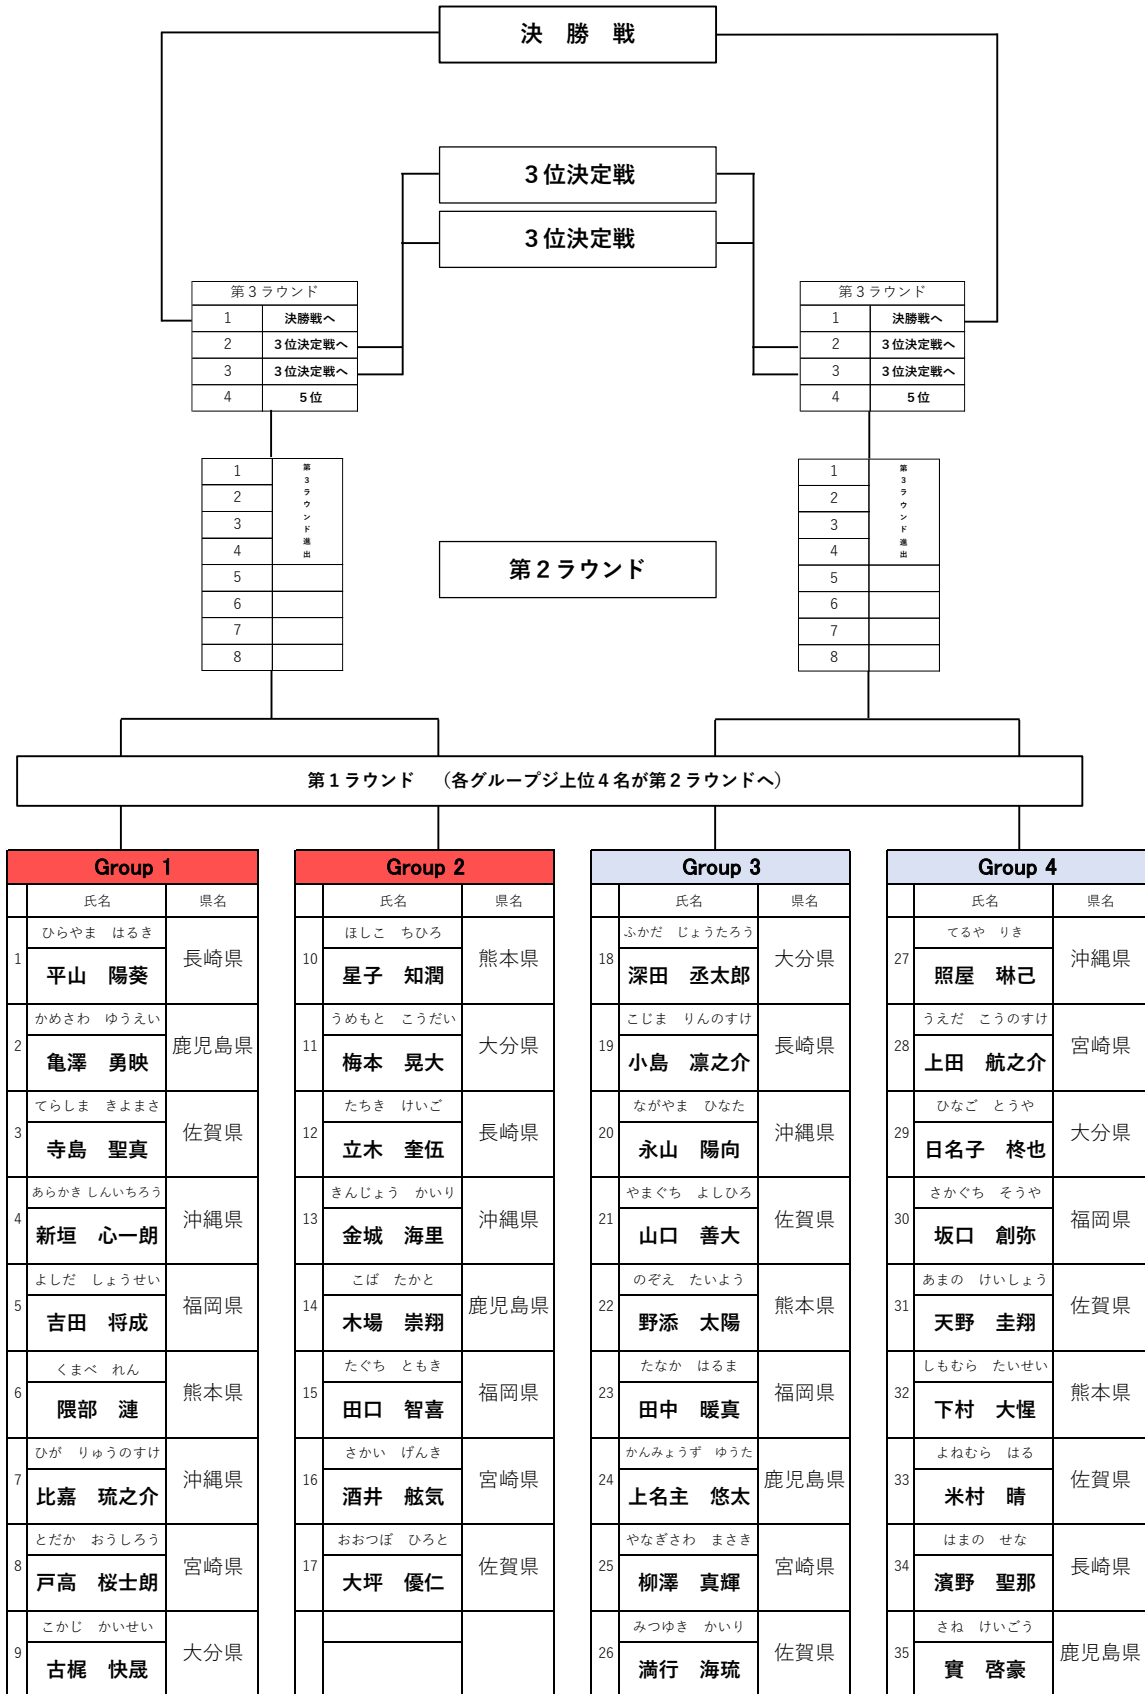 決 勝 戦
3位決定戦
3位決定戦
第3ラウンド
1 決勝戦へ
2 3位決定戦へ
3 3位決定戦へ
4 5位
第3ラウンド
1 決勝戦へ
2 3位決定戦へ
3 3位決定戦へ
4 5位
1
2
3
4
5
6
7
8
第3ラウンド進出
第2ラウンド
1
2
3
4
5
6
7
8
第3ラウンド進出
第1ラウンド (各グループジ上位4名が第2ラウンドへ)
Group 1
氏名 県名
ひらやま はるき
1 平山 陽葵 長崎県
かめさわ ゆうえい
2 亀澤 勇映 鹿児島県
てらしま きよまさ
3 寺島 聖真 佐賀県
あらかき しんいちろう
4 新垣 心一朗 沖縄県
よしだ しょうせい
5 吉田 将成 福岡県
くまべ れん
6 隈部 漣 熊本県
ひが りゅうのすけ
7 比嘉 琉之介 沖縄県
とだか おうしろう
8 戸高 桜士朗 宮崎県
こかじ かいせい
9 古梶 快晟 大分県
Group 2
氏名 県名
ほしこ ちひろ
10 星子 知潤 熊本県
うめもと こうだい
11 梅本 晃大 大分県
たちき けいご
12 立木 奎伍 長崎県
きんじょう かいり
13 金城 海里 沖縄県
こば たかと
14 木場 崇翔 鹿児島県
たぐち ともき
15 田口 智喜 福岡県
さかい げんき
16 酒井 舷気 宮崎県
おおつぼ ひろと
17 大坪 優仁 佐賀県
Group 3
氏名 県名
ふかだ じょうたろう
18 深田 丞太郎 大分県
こじま りんのすけ
19 小島 凛之介 長崎県
ながやま ひなた
20 永山 陽向 沖縄県
やまぐち よしひろ
21 山口 善大 佐賀県
のぞえ たいよう
22 野添 太陽 熊本県
たなか はるま
23 田中 暖真 福岡県
かんみょうず ゆうた
24 上名主 悠太 鹿児島県
やなぎさわ まさき
25 柳澤 真輝 宮崎県
みつゆき かいり
26 満行 海琉 佐賀県
Group 4
氏名 県名
てるや りき
27 照屋 琳己 沖縄県
うえだ こうのすけ
28 上田 航之介 宮崎県
ひなご とうや
29 日名子 柊也 大分県
さかぐち そうや
30 坂口 創弥 福岡県
あまの けいしょう
31 天野 圭翔 佐賀県
しもむら たいせい
32 下村 大惺 熊本県
よねむら はる
33 米村 晴 佐賀県
はまの せな
34 濱野 聖那 長崎県
さね けいごう
35 實 啓豪 鹿児島県